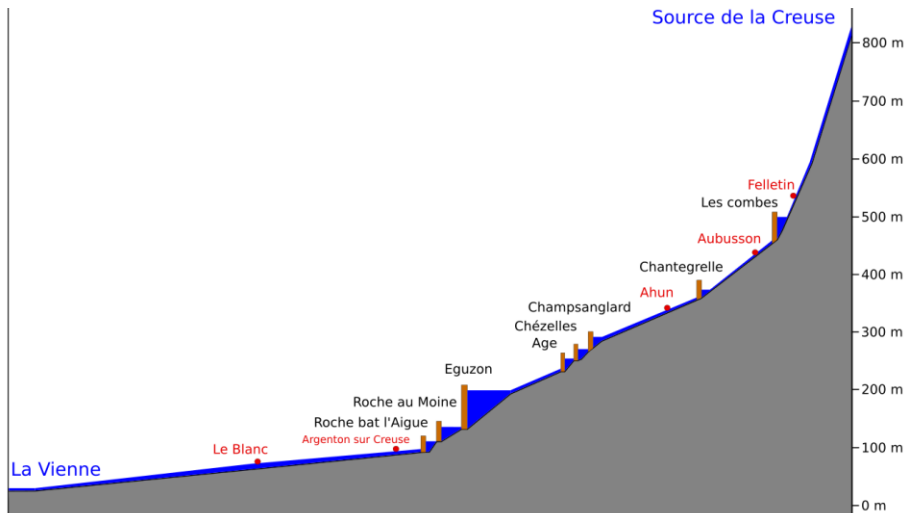 Source de la Creuse
800 m
700 m
600 m
Felletin
Les combes
500 m
Aubusson
Chantegrelle
400 m
Ahun
Champsanglard
Chézelles
300 m
Age
Eguzon
200 m
Roche au Moine
Roche bat l'Aigue
Argenton sur Creuse
Le Blanc
100 m
La Vienne
0 m